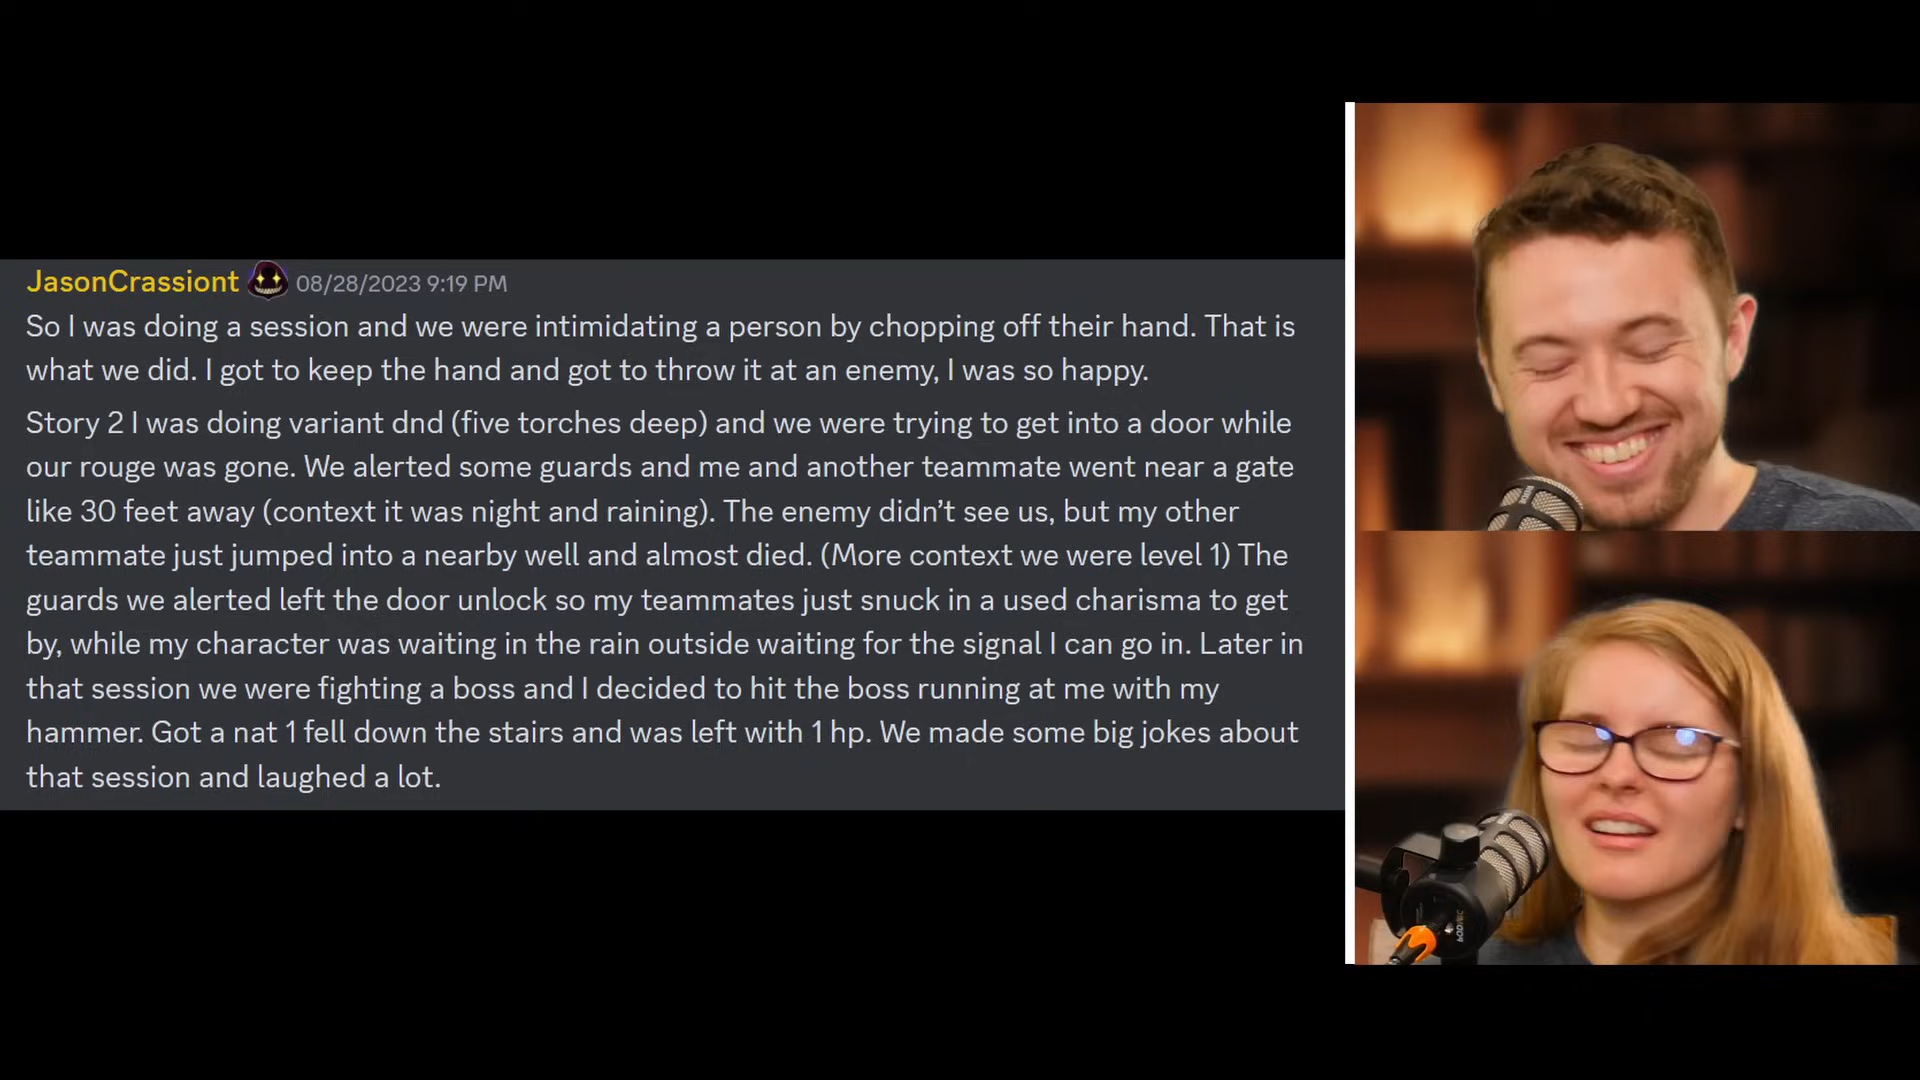 JasonCrassiont 08/28/2023 9:19 PM
So I was doing a session and we were intimidating a person by chopping off their hand. That is
what we did. I got to keep the hand and got to throw it at an enemy, I was so happy.
Story 2 I was doing variant dnd (five torches deep) and we were trying to get into a door while
our rouge was gone. We alerted some guards and me and another teammate went near a gate
like 30 feet away (context it was night and raining). The enemy didn’t see us, but my other
teammate just jumped into a nearby well and almost died. (More context we were level 1) The
guards we alerted left the door unlock so my teammates just snuck in a used charisma to get
by, while my character was waiting in the rain outside waiting for the signal I can go in. Later in
that session we were fighting a boss and I decided to hit the boss running at me with my
hammer. Got a nat 1 fell down the stairs and was left with 1 hp. We made some big jokes about
that session and laughed a lot.